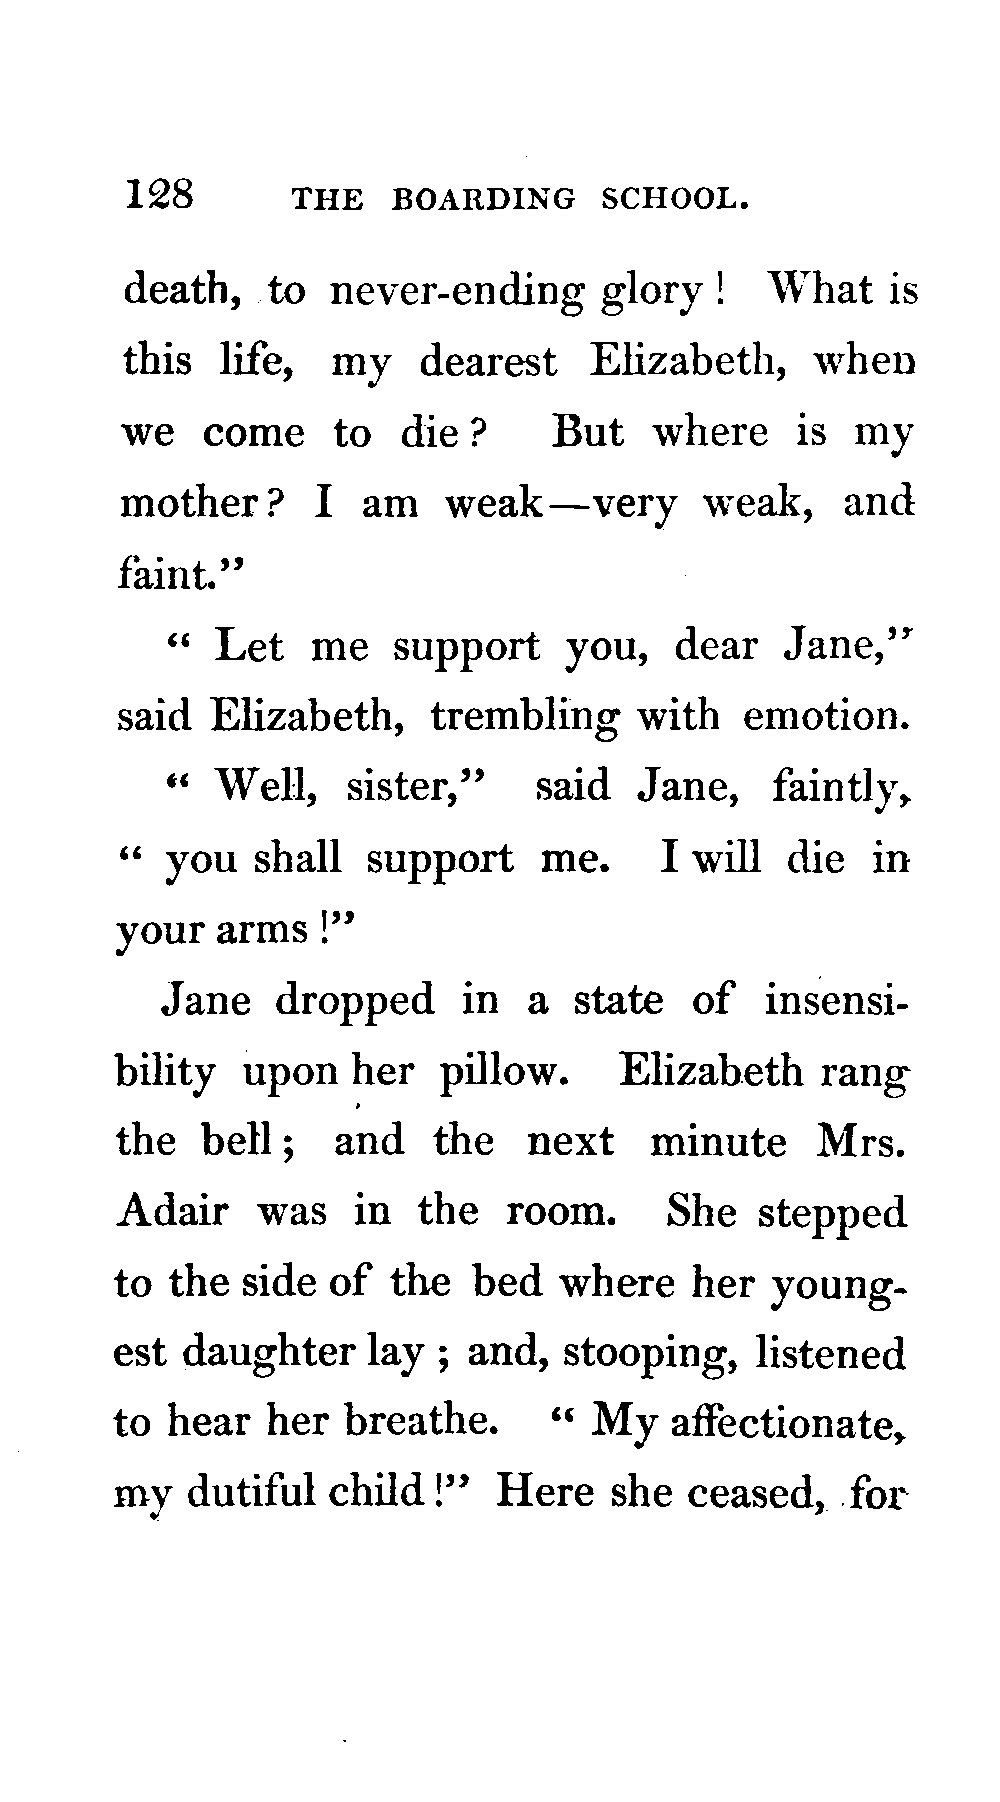 128 THE BOARDING SCHOOL.
death, to never-ending glory! What is
this life, my dearest Elizabeth, when
we come to die? But where is my
mother? I am weak—very weak, and
faint."
" Let me support you, dear Jane,"
said Elizabeth, trembling with emotion.
" Well, sister," said Jane, faintly,
" you shall support me. I will die in
your arms!"
Jane dropped in a state of insensi-
bility upon her pillow. Elizabeth rang
the bell; and the next minute Mrs.
Adair was in the room. She stepped
to the side of the bed where her young-
est daughter lay; and, stooping, listened
to hear her breathe. " My affectionate,
my dutiful child!" Here she ceased, for